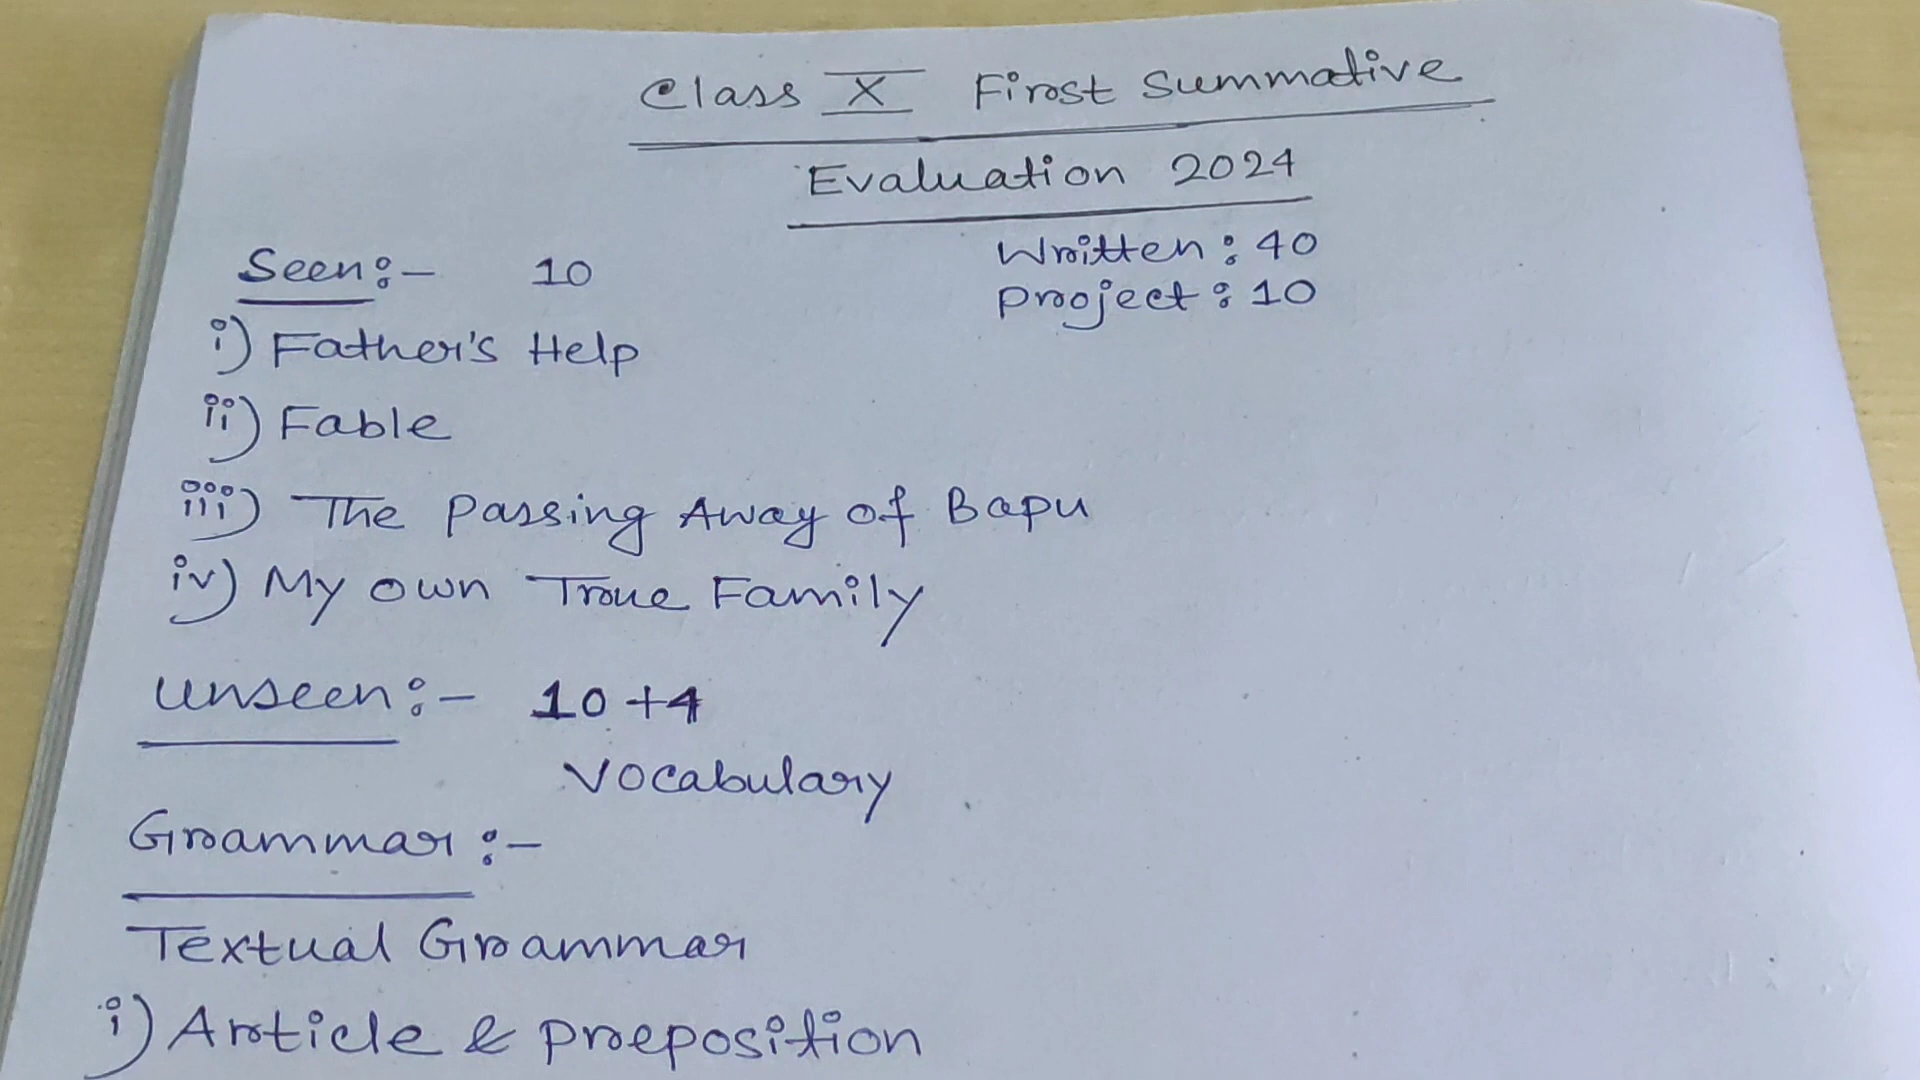 Class X First Summative
Evaluation 2024
Written: 40
Seen:- 10
Project: 10
i) Father's Help
ii) Fable
iii) The Passing Away of Bapu
iv) My own True Family
Unseen:- 10+4
Vocabulary
Grammar:-
Textual Grammar
i) Article & Preposition